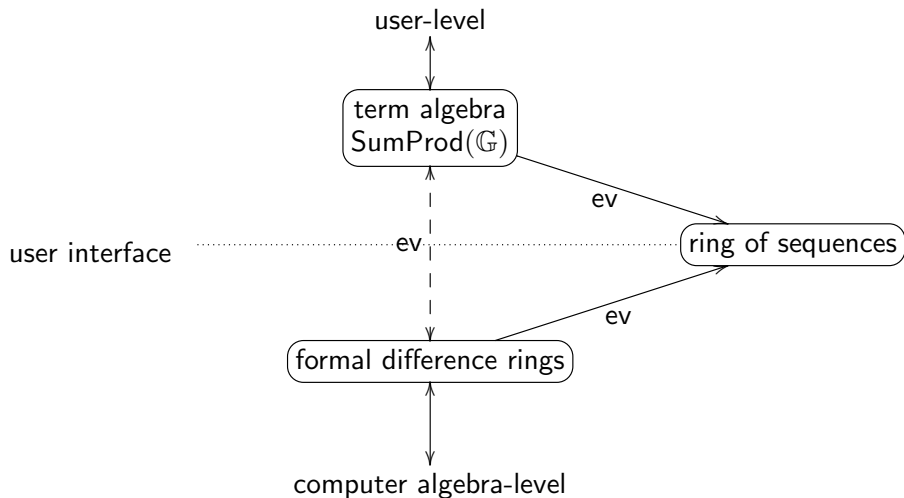 user-level
term algebra
SumProd(𝔾)
ev
ring of sequences
user interface
ev
ev
formal difference rings
computer algebra-level